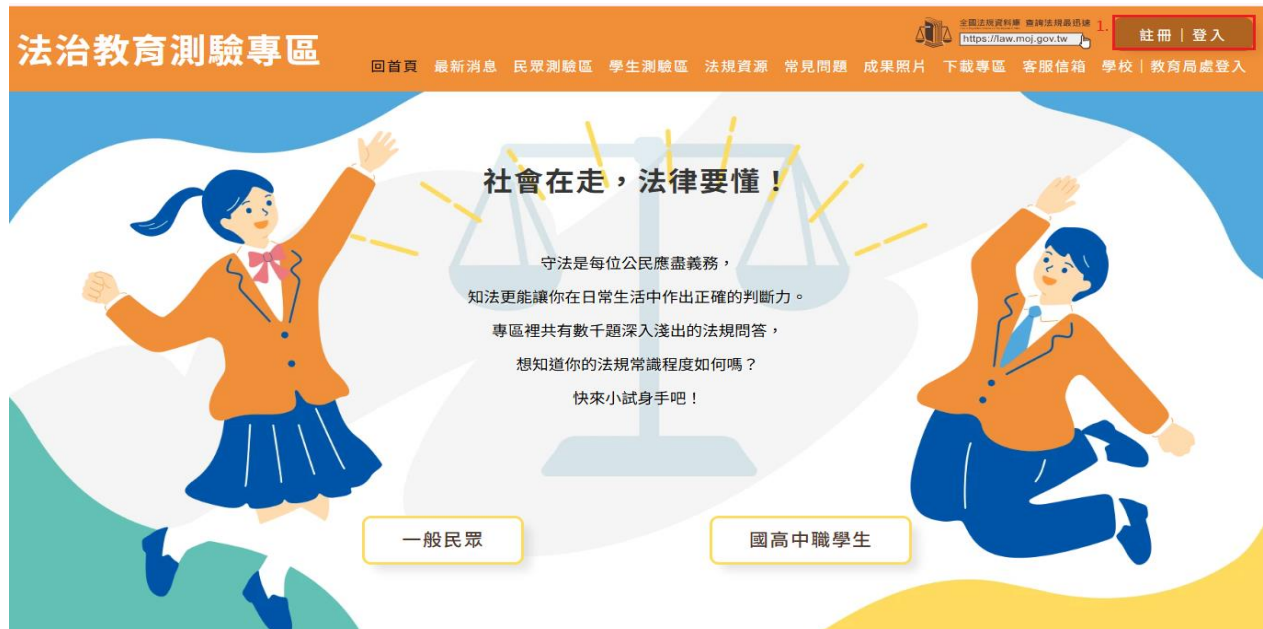 法治教育測驗專區
全國法規資料庫 查詢法規最迅速
https://law.moj.gov.tw
1.
註冊｜登入
回首頁 最新消息 民眾測驗區 學生測驗區 法規資源 常見問題 成果照片 下載專區 客服信箱 學校｜教育局處登入
社會在走，法律要懂！
守法是每位公民應盡義務，
知法更能讓你在日常生活中作出正確的判斷力。
專區裡共有數千題深入淺出的法規問答，
想知道你的法規常識程度如何嗎？
快來小試身手吧！
一般民眾
國高中職學生